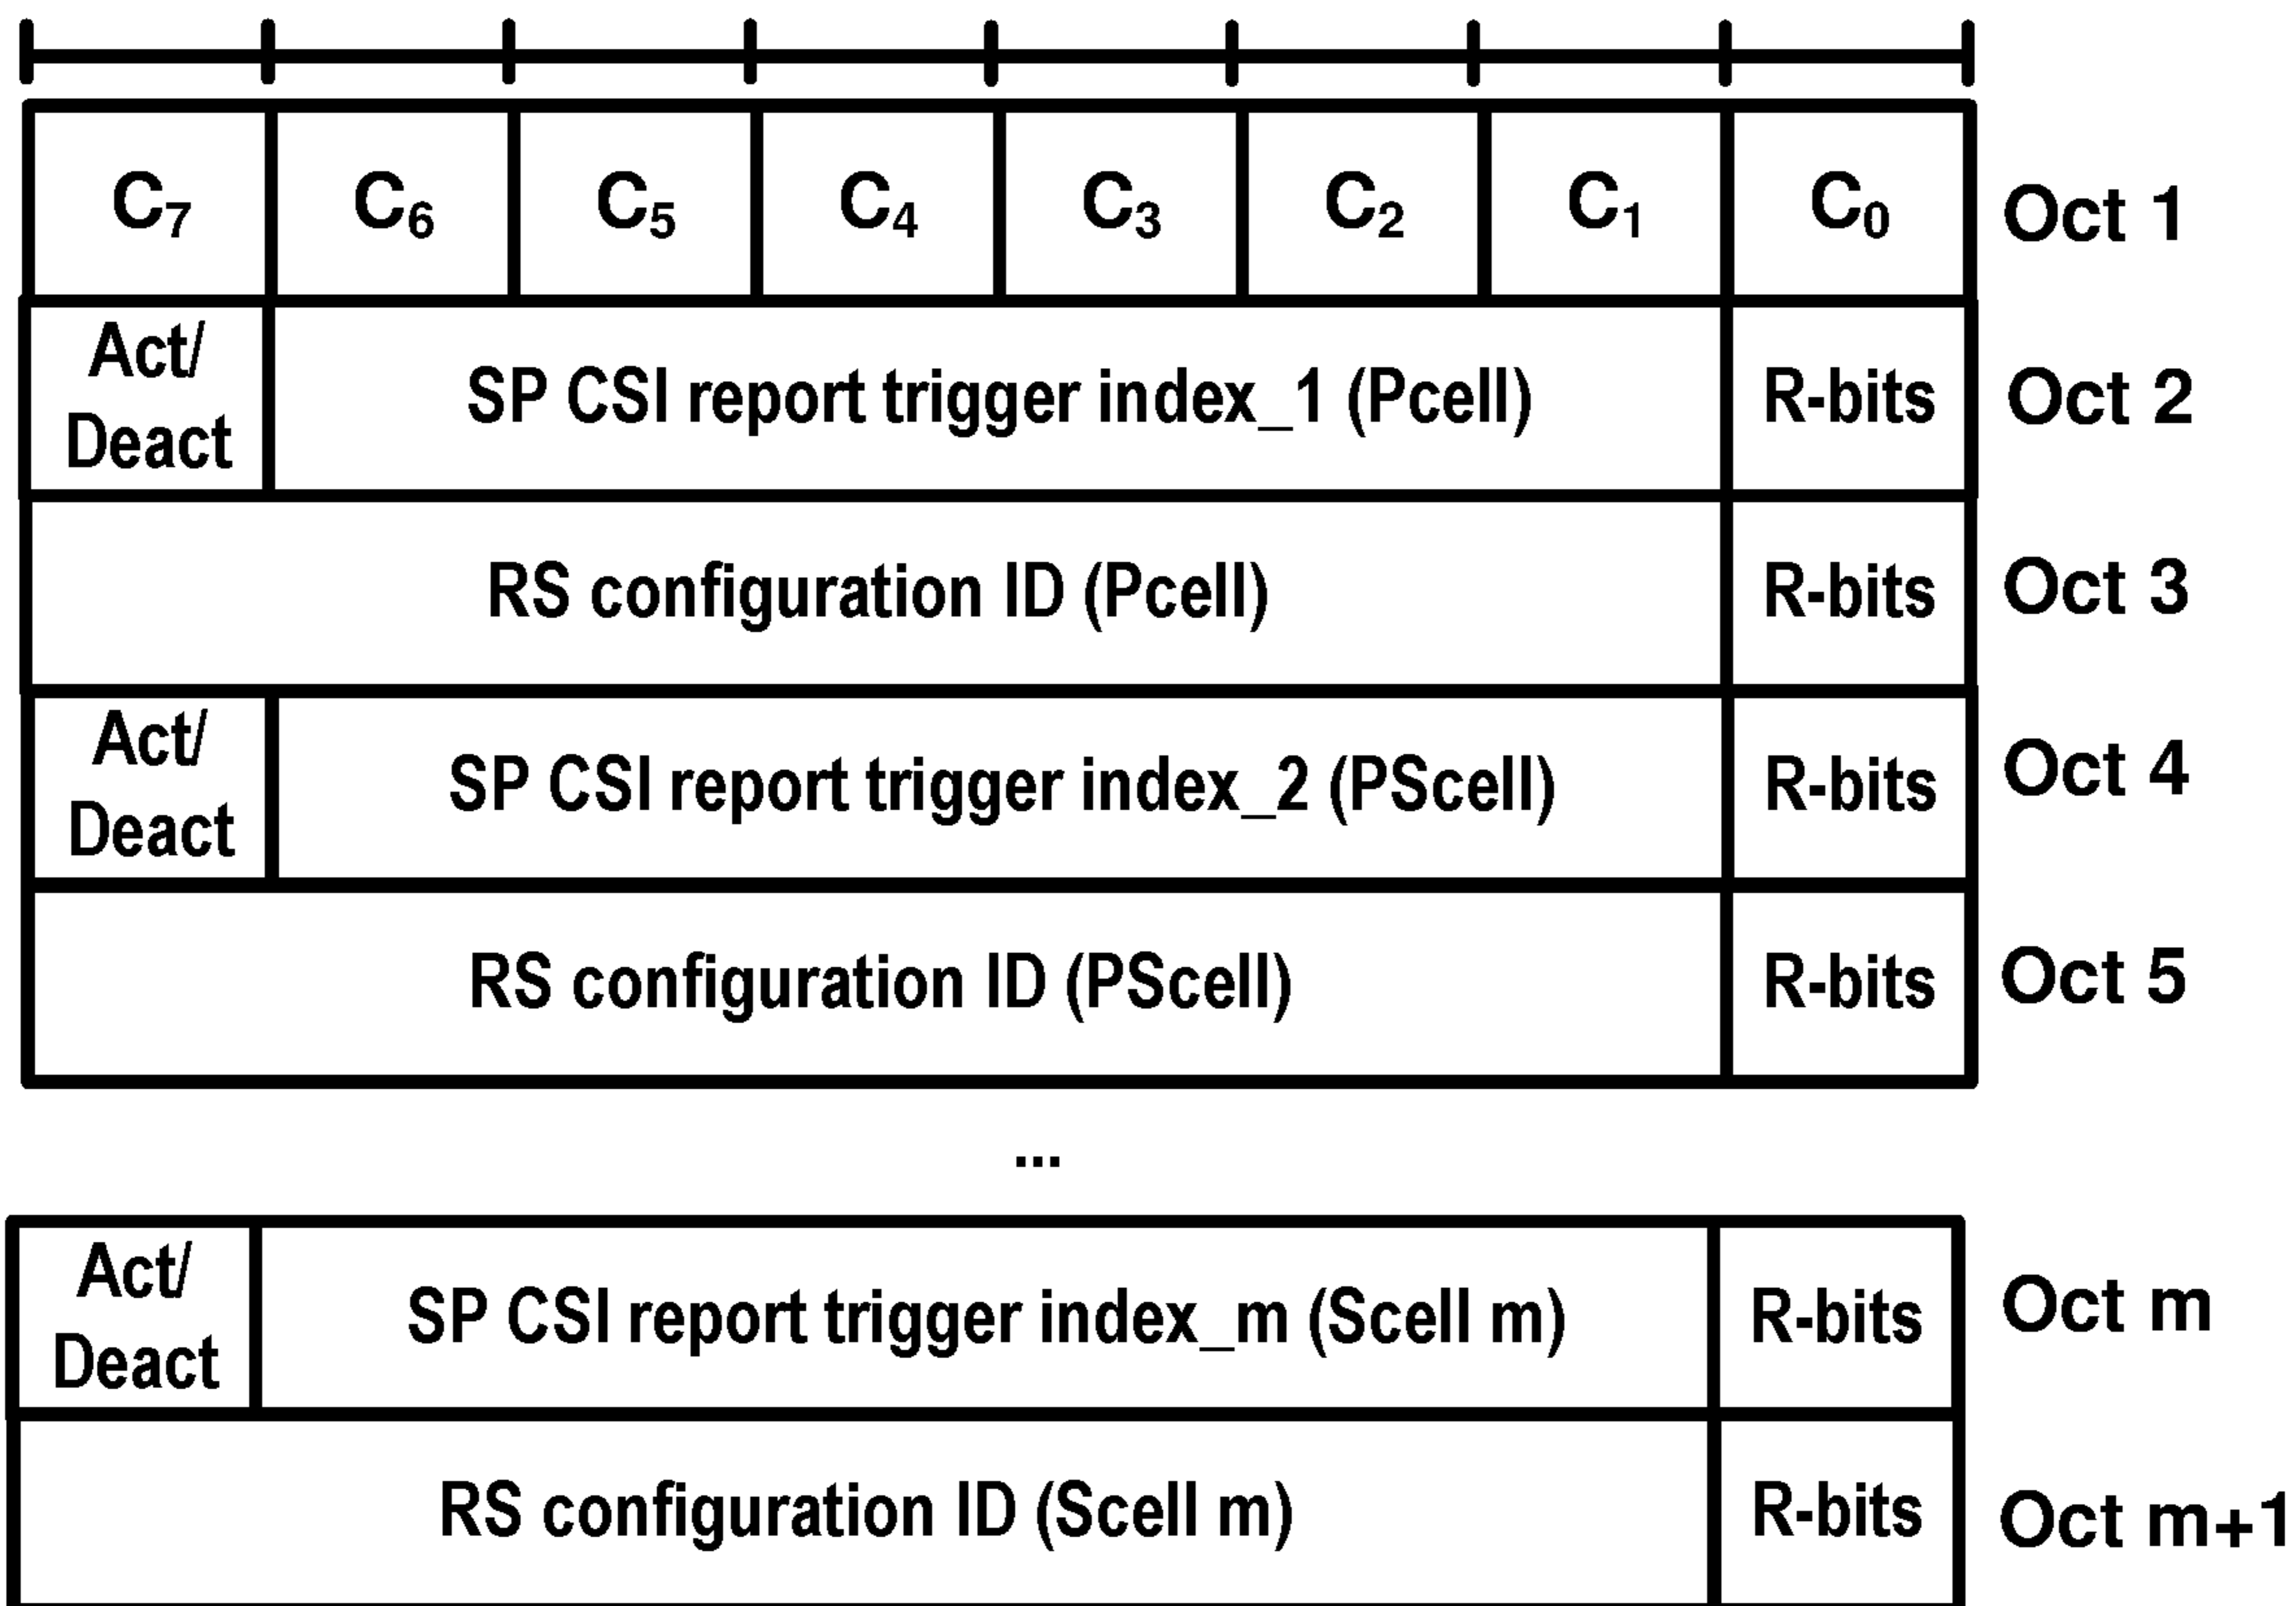 C7 C6 C5 C4 C3 C2 C1 C0 Oct 1
Act/
Deact SP CSI report trigger index_1 (Pcell) R-bits Oct 2
RS configuration ID (Pcell) R-bits Oct 3
Act/
Deact SP CSI report trigger index_2 (PScell) R-bits Oct 4
RS configuration ID (PScell) R-bits Oct 5
...
Act/
Deact SP CSI report trigger index_m (Scell m) R-bits Oct m
RS configuration ID (Scell m) R-bits Oct m+1